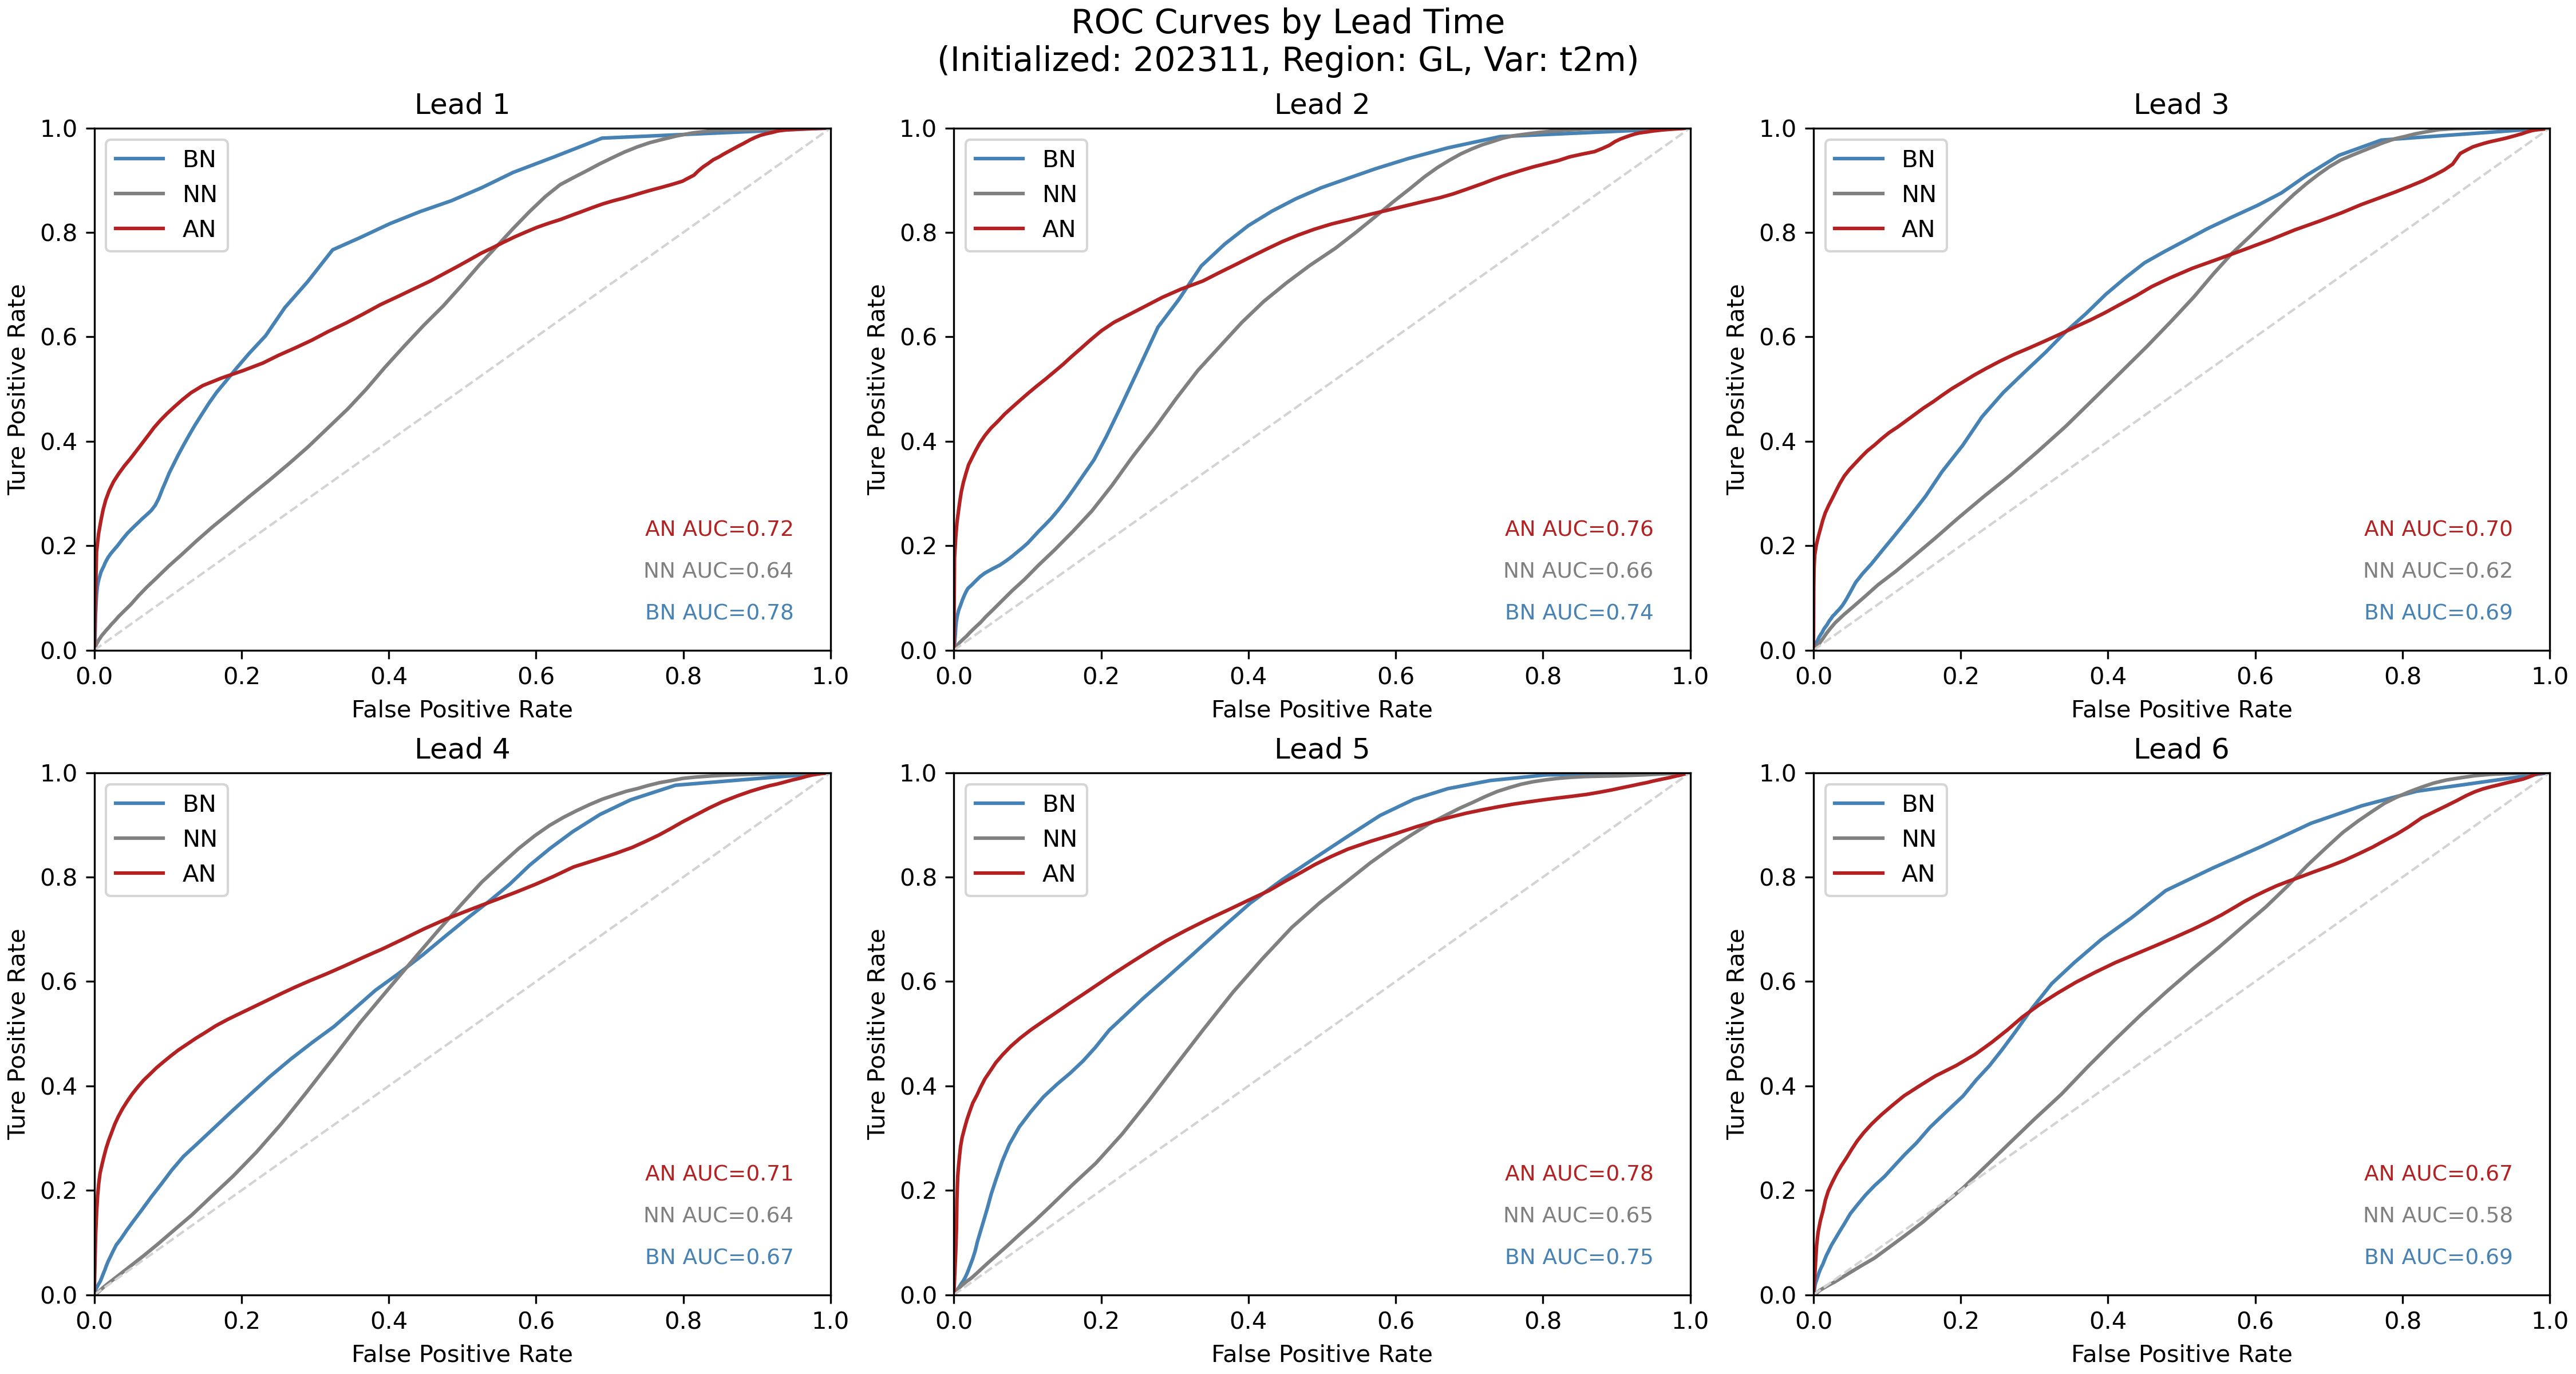 ROC Curves by Lead Time
(Initialized: 202311, Region: GL, Var: t2m)
Lead 1
1.0
0.8
0.6
0.4
0.2
0.0
Ture Positive Rate
BN
NN
AN
AN AUC=0.72
NN AUC=0.64
BN AUC=0.78
0.0 0.2 0.4 0.6 0.8 1.0
False Positive Rate
Lead 2
1.0
0.8
0.6
0.4
0.2
0.0
Ture Positive Rate
BN
NN
AN
AN AUC=0.76
NN AUC=0.66
BN AUC=0.74
0.0 0.2 0.4 0.6 0.8 1.0
False Positive Rate
Lead 3
1.0
0.8
0.6
0.4
0.2
0.0
Ture Positive Rate
BN
NN
AN
AN AUC=0.70
NN AUC=0.62
BN AUC=0.69
0.0 0.2 0.4 0.6 0.8 1.0
False Positive Rate
Lead 4
1.0
0.8
0.6
0.4
0.2
0.0
Ture Positive Rate
BN
NN
AN
AN AUC=0.71
NN AUC=0.64
BN AUC=0.67
0.0 0.2 0.4 0.6 0.8 1.0
False Positive Rate
Lead 5
1.0
0.8
0.6
0.4
0.2
0.0
Ture Positive Rate
BN
NN
AN
AN AUC=0.78
NN AUC=0.65
BN AUC=0.75
0.0 0.2 0.4 0.6 0.8 1.0
False Positive Rate
Lead 6
1.0
0.8
0.6
0.4
0.2
0.0
Ture Positive Rate
BN
NN
AN
AN AUC=0.67
NN AUC=0.58
BN AUC=0.69
0.0 0.2 0.4 0.6 0.8 1.0
False Positive Rate